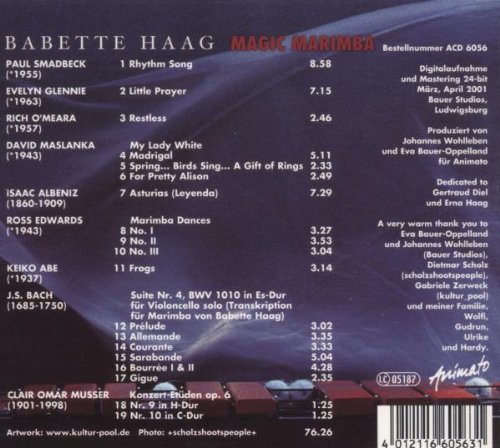 BABETTE HAAG MAGIC MARIMBA
Bestellnummer ACD 6056
PAUL SMADBECK 1 Rhythm Song 8.58
(*1955)
EVELYN GLENNIE 2 Little Prayer 7.15
(*1963)
RICH O'MEARA 3 Restless 2.46
(*1957)
DAVID MASLANKA My Lady White
(*1943) 4 Madrigal 5.11
5 Spring... Birds Sing... A Gift of Rings 2.33
6 For Pretty Alison 2.49
ISAAC ALBENIZ 7 Asturias (Leyenda) 7.29
(1860-1909)
ROSS EDWARDS Marimba Dances
(*1943) 8 No. I 3.27
9 No. II 3.53
10 No. III 3.04
KEIKO ABE 11 Frogs 3.14
(*1937)
J.S. BACH Suite Nr. 4, BWV 1010 in Es-Dur
(1685-1750) für Violoncello solo (Transkription
für Marimba von Babette Haag)
12 Prélude 3.02
13 Allemande 3.35
14 Courante 3.33
15 Sarabande 5.04
16 Bourrée I & II 4.28
17 Gigue 2.35
CLAIR OMAR MUSSER Konzert-Etüden op. 6
(1901-1998) 18 Nr. 9 in H-Dur 1.25
19 Nr. 10 in C-Dur 1.25
Artwork: www.kultur-pool.de Photo: +scholzshootspeople+ 76.26
Digitalaufnahme
und Mastering 24-bit
März, April 2001
Bauer Studios,
Ludwigsburg
Produziert von
Johannes Wohlleben
und Eva Bauer-Oppelland
für Animato
Dedicated to
Gertraud Diel
und Erna Haag
A very warm thank you to
Eva Bauer-Oppelland
und Johannes Wohlleben
(Bauer Studios),
Dietmar Scholz
(scholzshootspeople),
Gabriele Zerweck
(kultur_pool)
und meiner Familie,
Wolfi,
Gudrun,
Ulrike
und Hardy.
LC 05187
Animato
4 012116 605631